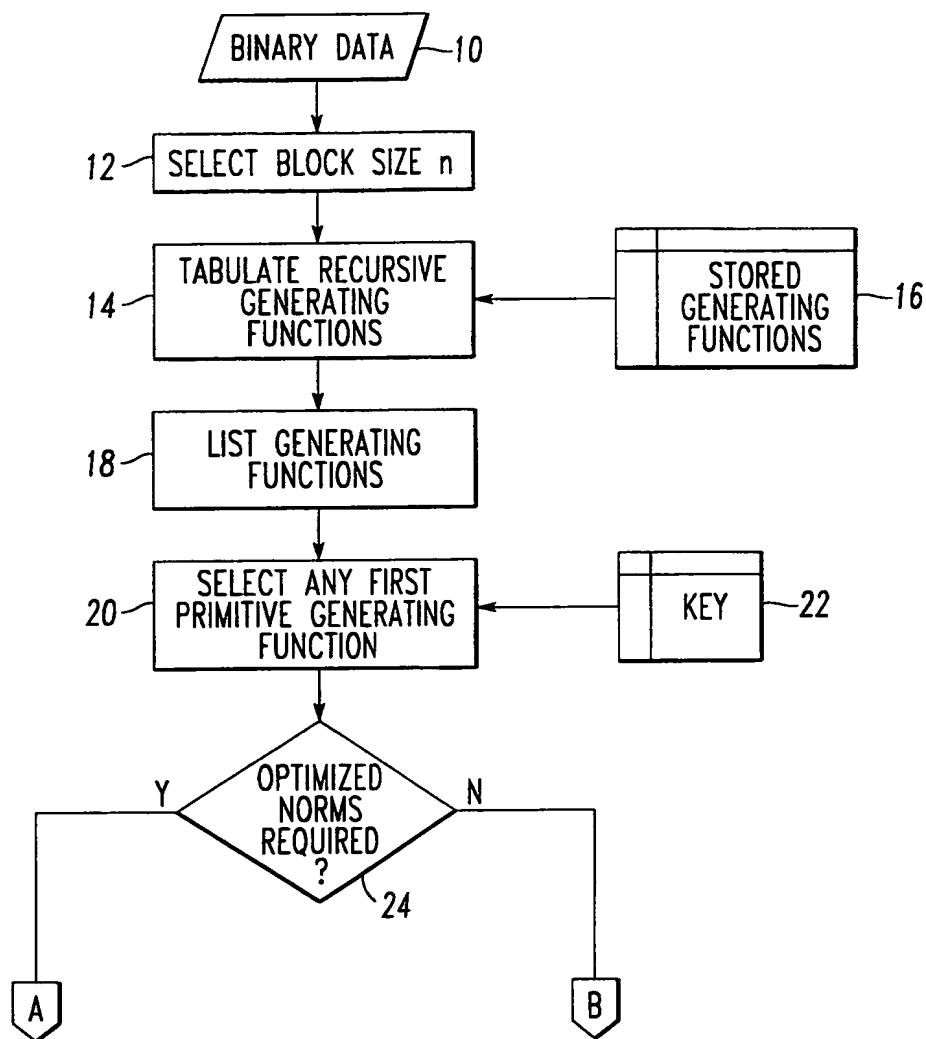 BINARY DATA
10
12
SELECT BLOCK SIZE n
14
TABULATE RECURSIVE
GENERATING
FUNCTIONS
STORED
GENERATING
FUNCTIONS
16
18
LIST GENERATING
FUNCTIONS
20
SELECT ANY FIRST
PRIMITIVE GENERATING
FUNCTION
KEY
22
Y
OPTIMIZED
NORMS
REQUIRED
?
N
24
A
B